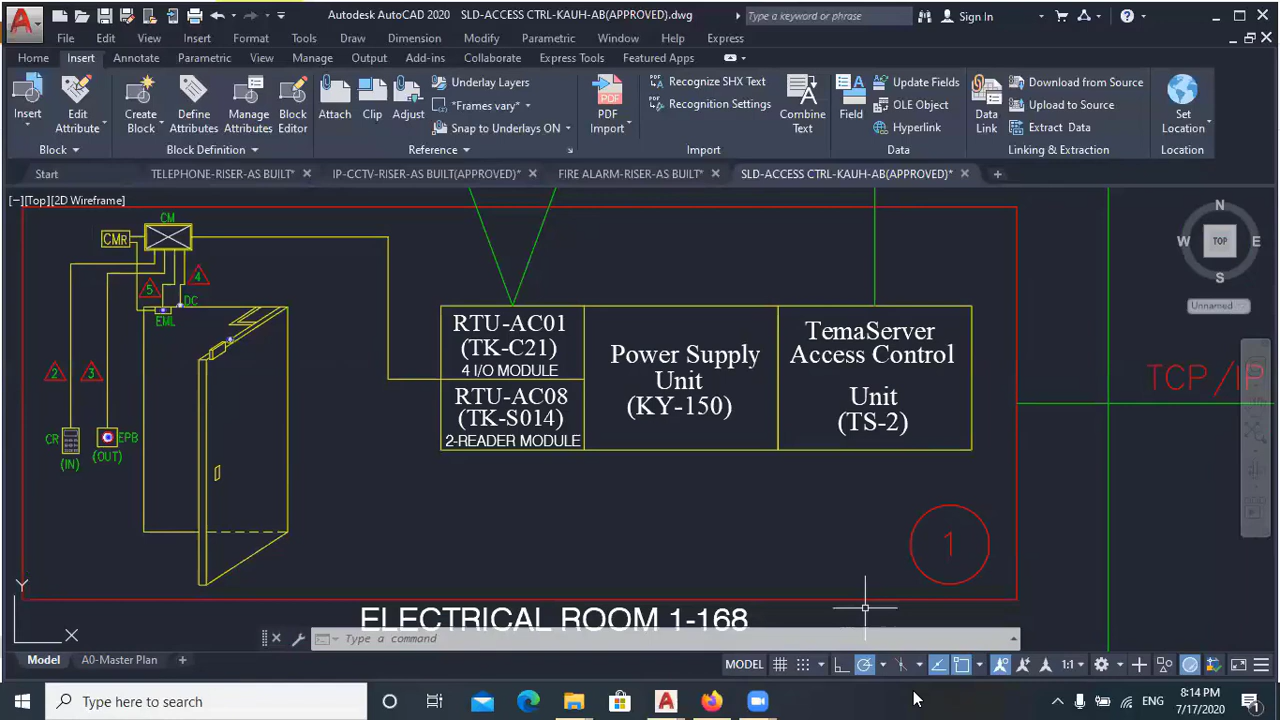 Autodesk AutoCAD 2020 SLD-ACCESS CTRL-KAUH-AB(APPROVED).dwg
Type a keyword or phrase
Sign In
File Edit View Insert Format Tools Draw Dimension Modify Parametric Window Help Express
Home Insert Annotate Parametric View Manage Output Add-ins Collaborate Express Tools Featured Apps
Insert
Edit Attribute
Create Block
Define Attributes
Manage Attributes
Block Editor
Attach
Clip
Adjust
Underlay Layers
*Frames vary*
Snap to Underlays ON
PDF Import
Recognize SHX Text
Recognition Settings
Combine Text
Field
Update Fields
OLE Object
Hyperlink
Data Link
Download from Source
Upload to Source
Extract Data
Set Location
Block Block Definition Reference Import Data Linking & Extraction Location
Start TELEPHONE-RISER-AS BUILT* IP-CCTV-RISER-AS BUILT(APPROVED)* FIRE ALARM-RISER-AS BUILT* SLD-ACCESS CTRL-KAUH-AB(APPROVED)*
[-][Top][2D Wireframe]
CM
CMR
5
4
DC
EML
2
3
CR
(IN)
EPB
(OUT)
RTU-AC01
(TK-C21)
4 I/O MODULE
RTU-AC08
(TK-S014)
2-READER MODULE
Power Supply
Unit
(KY-150)
TemaServer
Access Control
Unit
(TS-2)
TCP/IP
1
ELECTRICAL ROOM 1-168
N
W TOP E
S
Unnamed
Y
X
Type a command
Model A0-Master Plan
MODEL
1:1
Type here to search
ENG
8:14 PM
7/17/2020
1